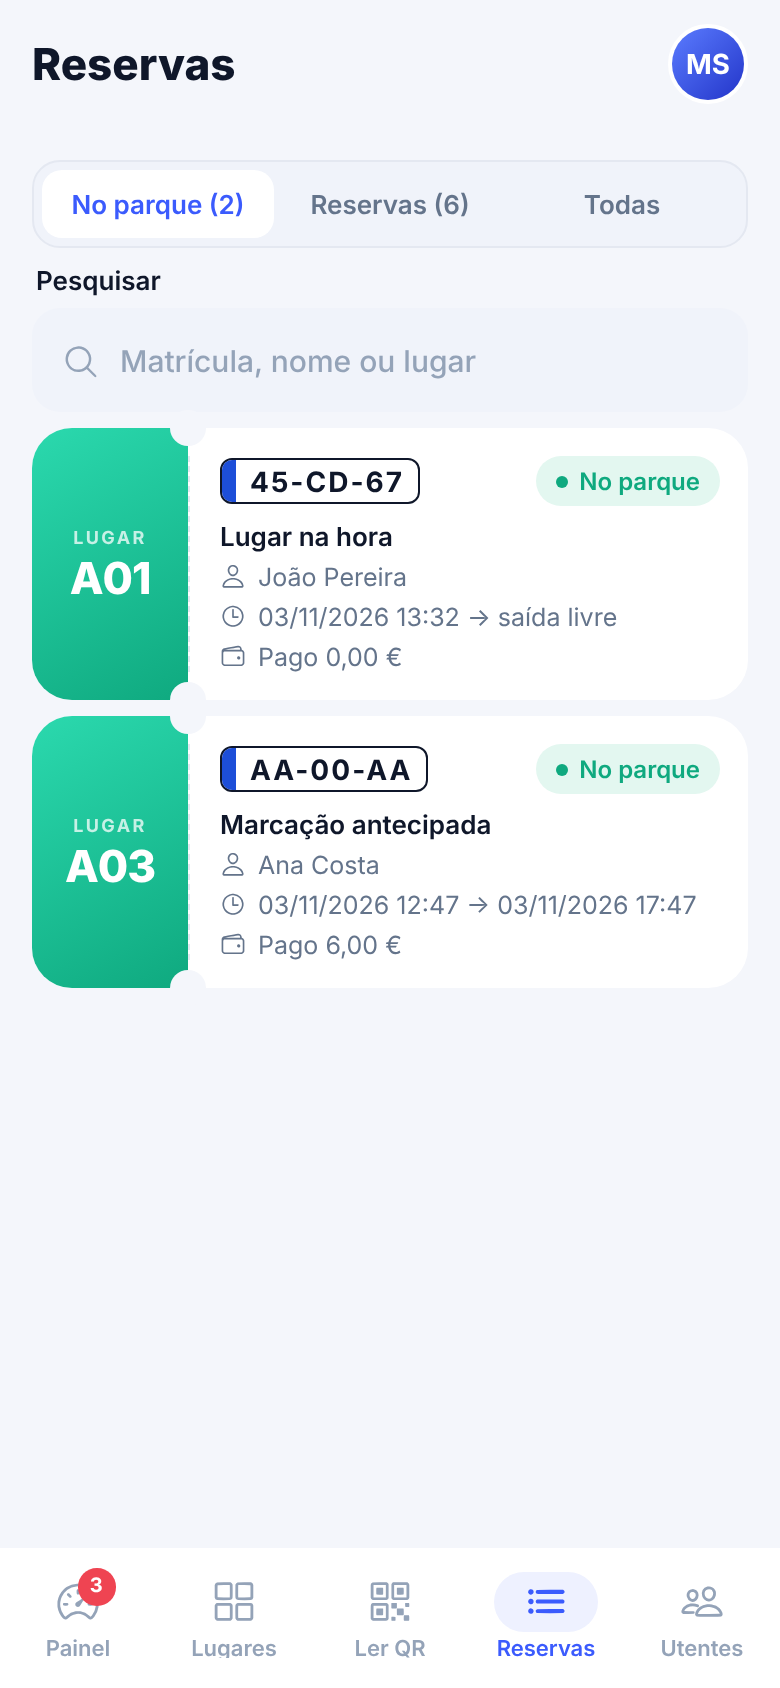 Reservas
MS
No parque (2)
Reservas (6)
Todas
Pesquisar
Matrícula, nome ou lugar
LUGAR
A01
45-CD-67
No parque
Lugar na hora
João Pereira
03/11/2026 13:32 → saída livre
Pago 0,00 €
LUGAR
A03
AA-00-AA
No parque
Marcação antecipada
Ana Costa
03/11/2026 12:47 → 03/11/2026 17:47
Pago 6,00 €
3
Painel
Lugares
Ler QR
Reservas
Utentes